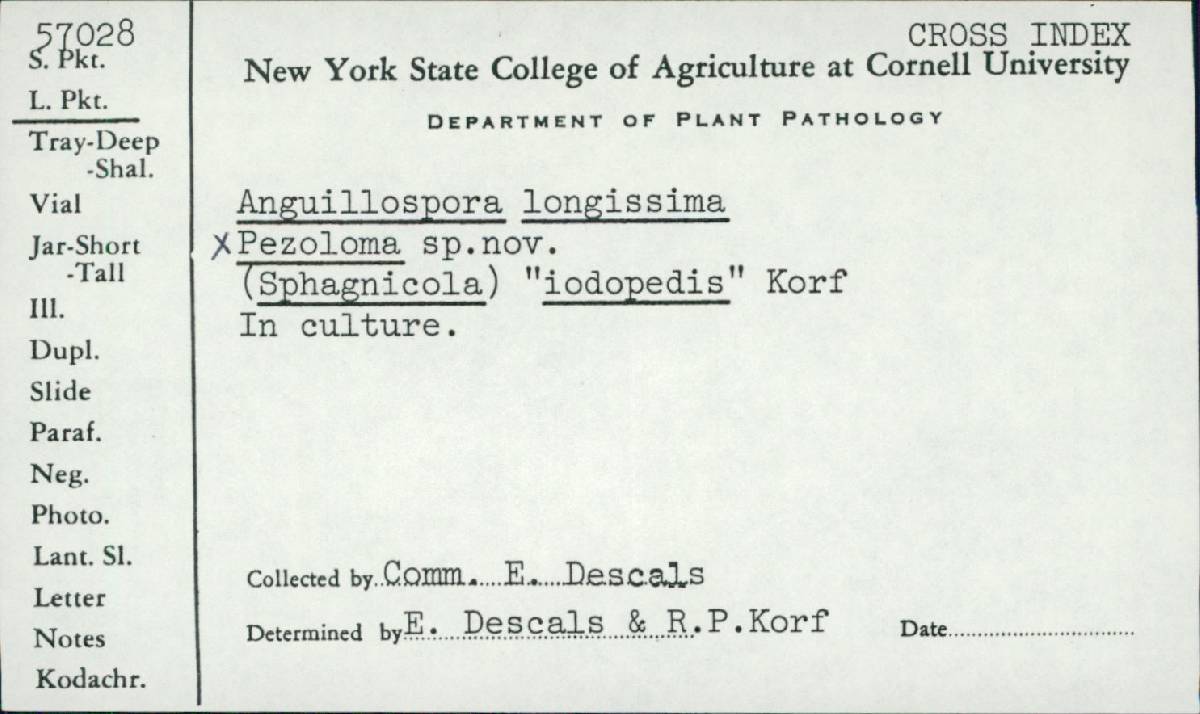 57028
S. Pkt.
L. Pkt.
Tray-Deep
-Shal.
Vial
Jar-Short
-Tall
Ill.
Dupl.
Slide
Paraf.
Neg.
Photo.
Lant. Sl.
Letter
Notes
Kodachr.
CROSS INDEX
New York State College of Agriculture at Cornell University
DEPARTMENT OF PLANT PATHOLOGY
Anguillospora longissima
X Pezoloma sp.nov.
(Sphagnicola) "iodopedis" Korf
In culture.
Collected by Comm. E. Descals
Determined by E. Descals & R.P.Korf Date